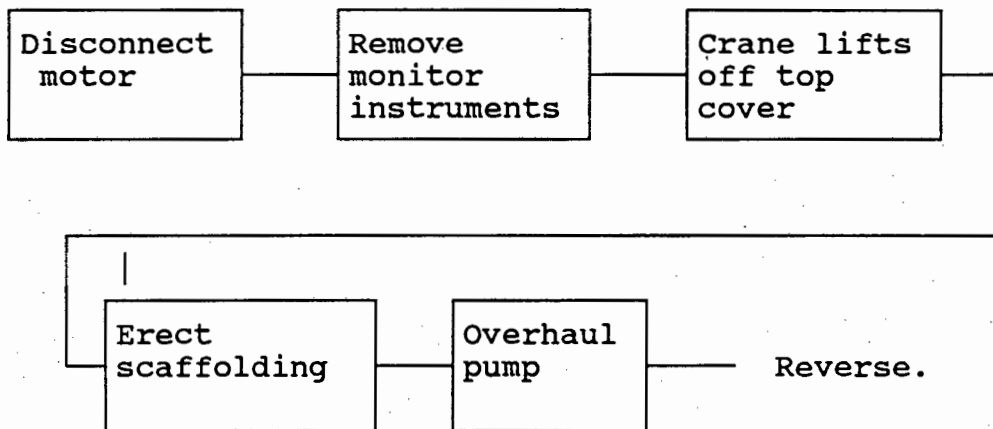 Disconnect
motor
Remove
monitor
instruments
Crane lifts
off top
cover
Erect
scaffolding
Overhaul
pump
Reverse.